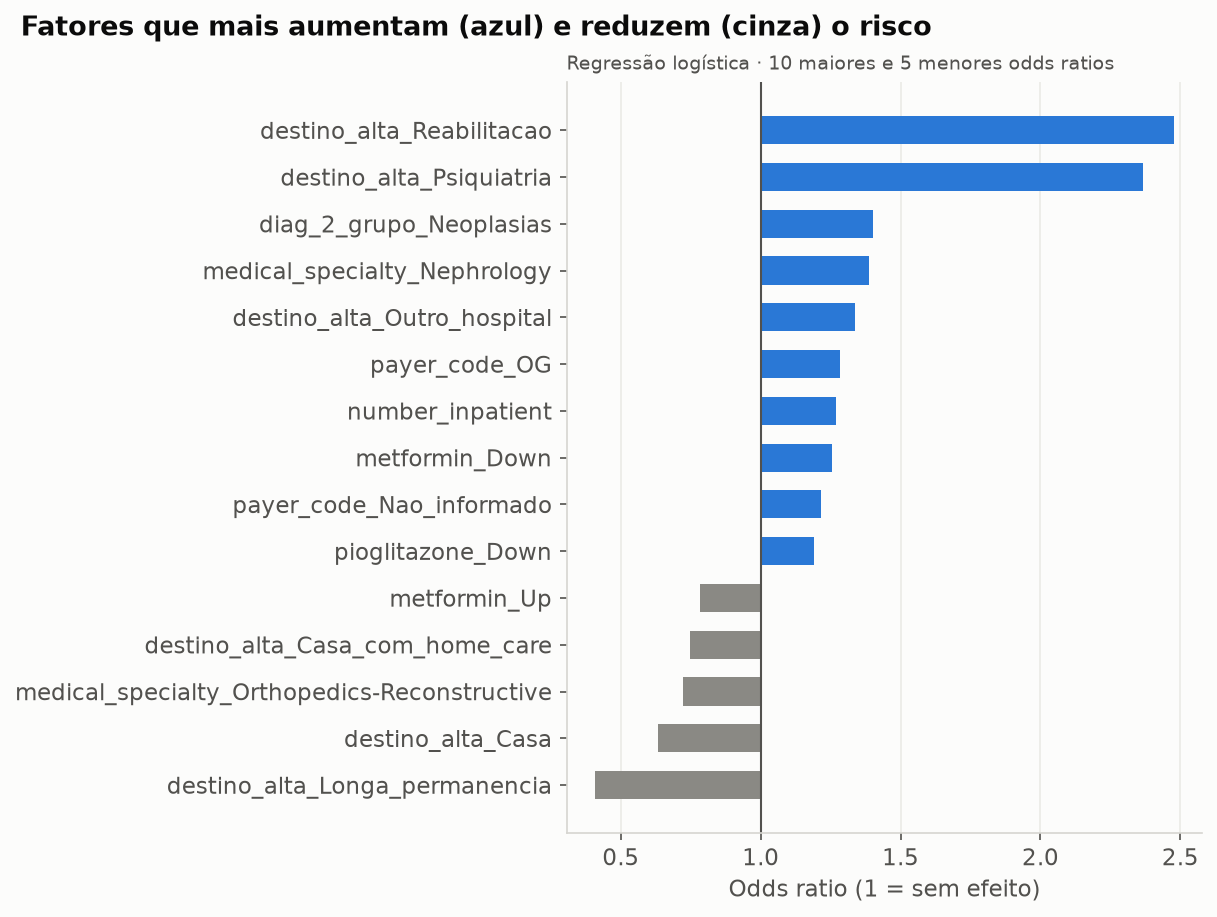 Fatores que mais aumentam (azul) e reduzem (cinza) o risco
Regressão logística · 10 maiores e 5 menores odds ratios
destino_alta_Reabilitacao
destino_alta_Psiquiatria
diag_2_grupo_Neoplasias
medical_specialty_Nephrology
destino_alta_Outro_hospital
payer_code_OG
number_inpatient
metformin_Down
payer_code_Nao_informado
pioglitazone_Down
metformin_Up
destino_alta_Casa_com_home_care
medical_specialty_Orthopedics-Reconstructive
destino_alta_Casa
destino_alta_Longa_permanencia
0.5 1.0 1.5 2.0 2.5
Odds ratio (1 = sem efeito)